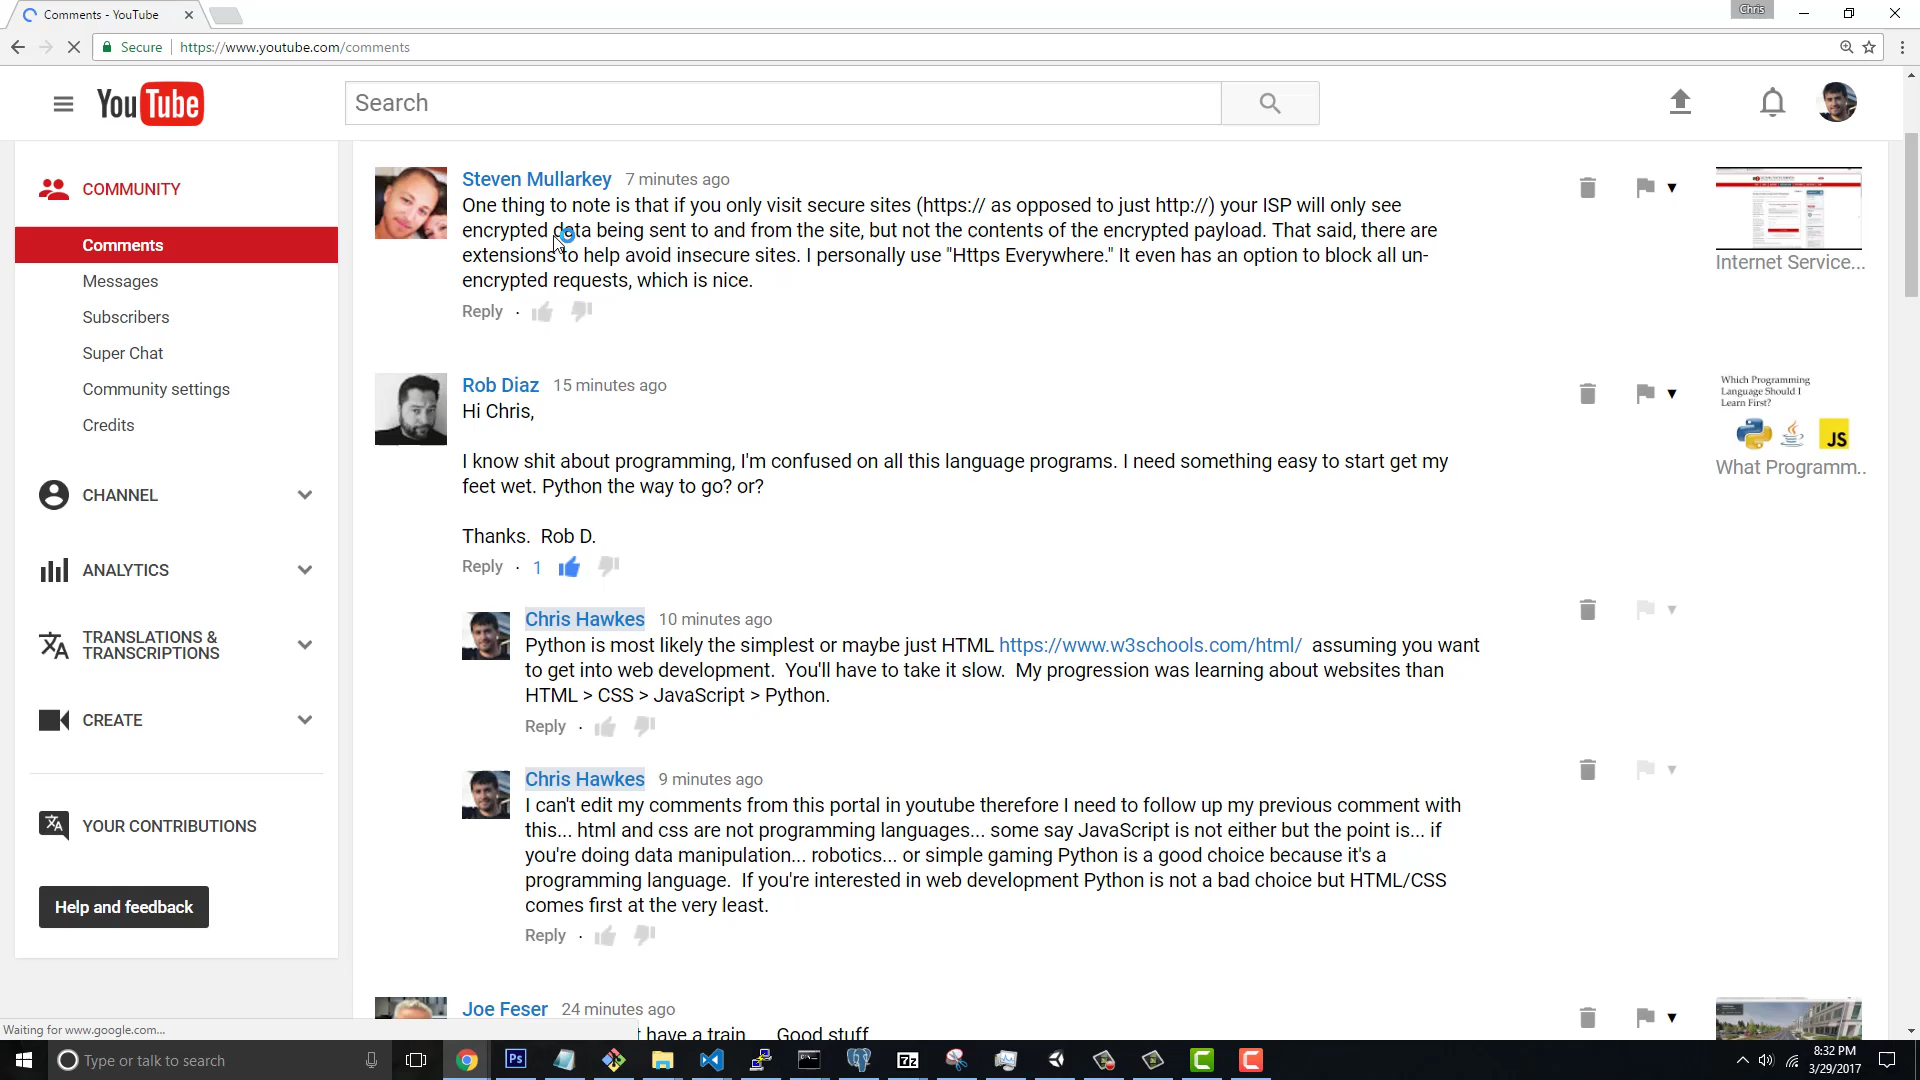 Comments - YouTube
Chris
Secure
https://www.youtube.com/comments
YouTube
Search
COMMUNITY
Comments
Messages
Subscribers
Super Chat
Community settings
Credits
CHANNEL
ANALYTICS
TRANSLATIONS &
TRANSCRIPTIONS
CREATE
YOUR CONTRIBUTIONS
Help and feedback
Steven Mullarkey 7 minutes ago
One thing to note is that if you only visit secure sites (https:// as opposed to just http://) your ISP will only see
encrypted data being sent to and from the site, but not the contents of the encrypted payload. That said, there are
extensions to help avoid insecure sites. I personally use "Https Everywhere." It even has an option to block all un-
encrypted requests, which is nice.
Reply ·
Internet Service...
Rob Diaz 15 minutes ago
Hi Chris,
I know shit about programming, I'm confused on all this language programs. I need something easy to start get my
feet wet. Python the way to go? or?
Thanks. Rob D.
Reply · 1
Which Programming
Language Should I
Learn First?
JS
What Programm..
Chris Hawkes 10 minutes ago
Python is most likely the simplest or maybe just HTML https://www.w3schools.com/html/ assuming you want
to get into web development. You'll have to take it slow. My progression was learning about websites than
HTML > CSS > JavaScript > Python.
Reply ·
Chris Hawkes 9 minutes ago
I can't edit my comments from this portal in youtube therefore I need to follow up my previous comment with
this... html and css are not programming languages... some say JavaScript is not either but the point is... if
you're doing data manipulation... robotics... or simple gaming Python is a good choice because it's a
programming language. If you're interested in web development Python is not a bad choice but HTML/CSS
comes first at the very least.
Reply ·
Joe Feser 24 minutes ago
t have a train.... Good stuff
Waiting for www.google.com...
Type or talk to search
Ps
7z
8:32 PM
3/29/2017